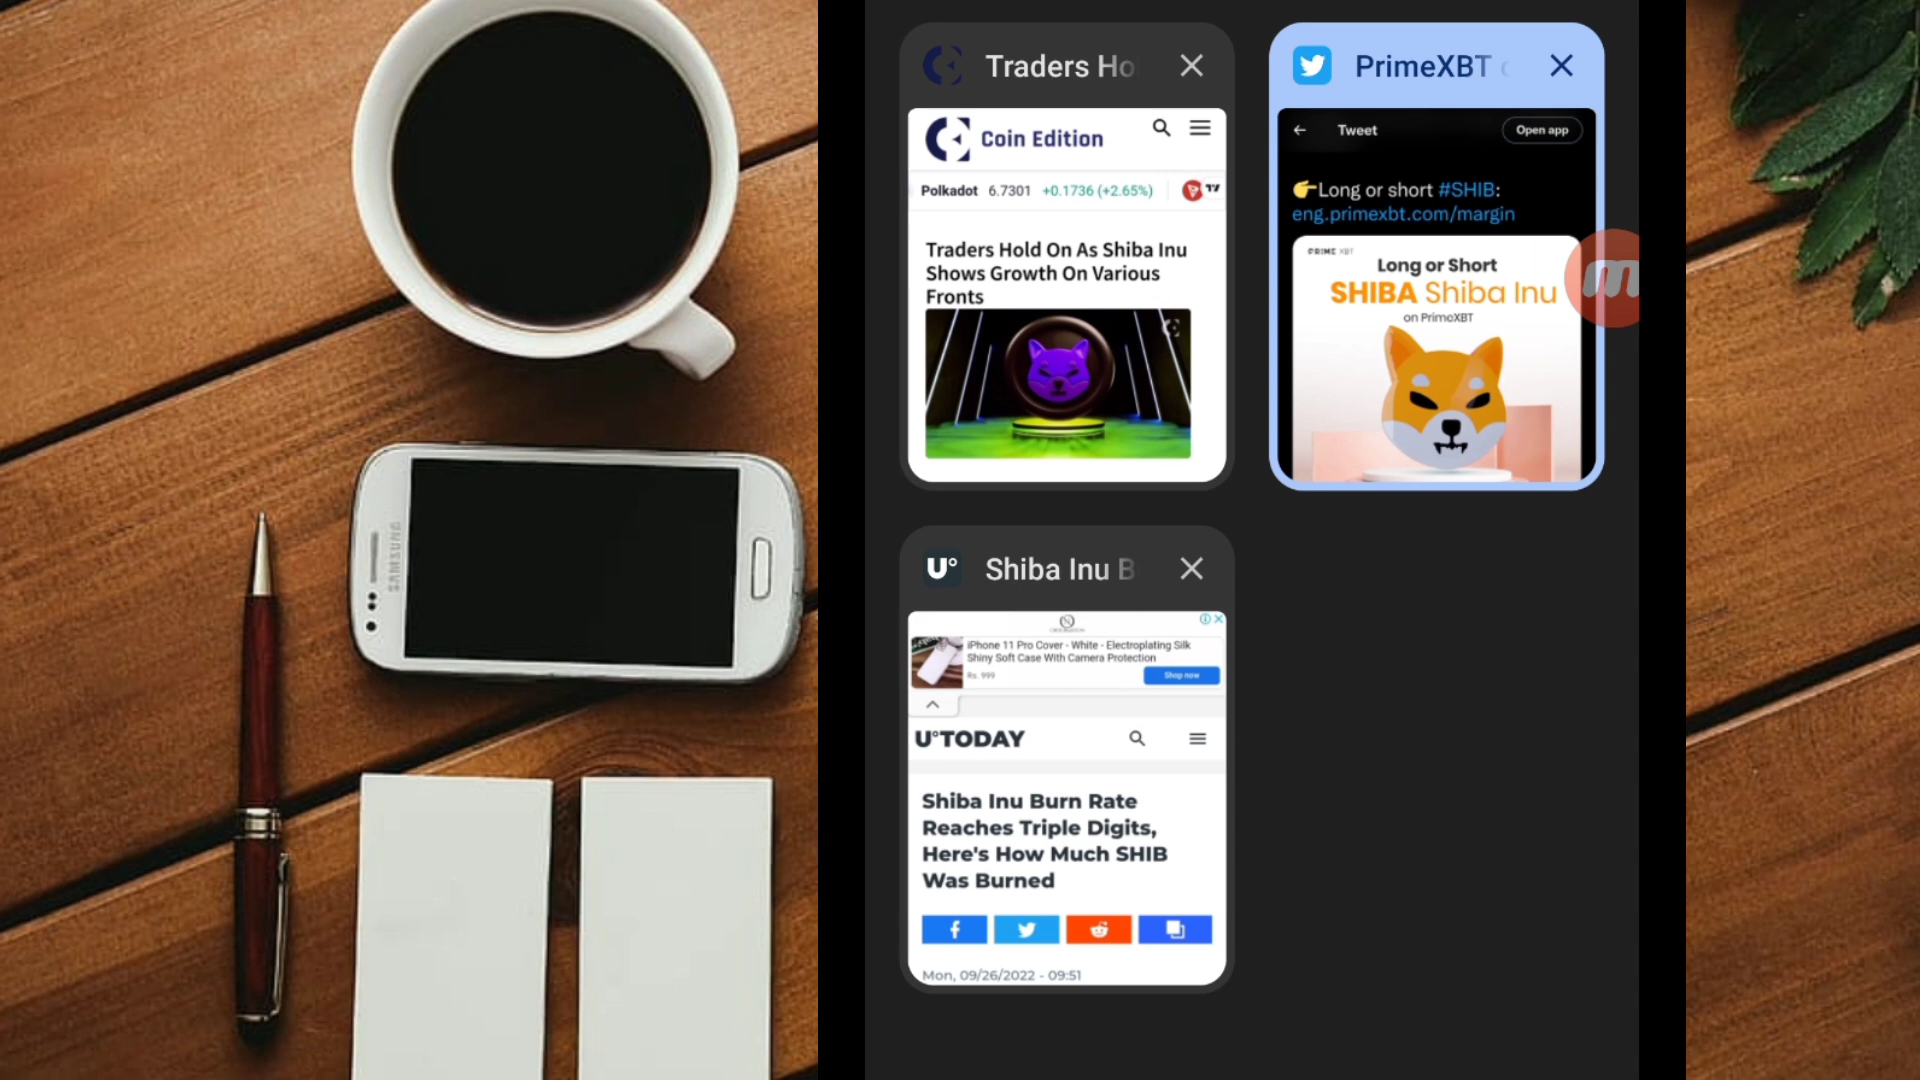 SAMSUNG
Traders Ho
Coin Edition
Polkadot 6.7301 +0.1736 (+2.65%)
Traders Hold On As Shiba Inu
Shows Growth On Various
Fronts
PrimeXBT
Tweet
Open app
👉Long or short #SHIB:
eng.primexbt.com/margin
PRIME XBT
Long or Short
SHIBA Shiba Inu
on PrimeXBT
U° Shiba Inu B
iPhone 11 Pro Cover - White - Electroplating Silk
Shiny Soft Case With Camera Protection
Rs. 999
Shop now
U°TODAY
Shiba Inu Burn Rate
Reaches Triple Digits,
Here's How Much SHIB
Was Burned
Mon, 09/26/2022 - 09:51